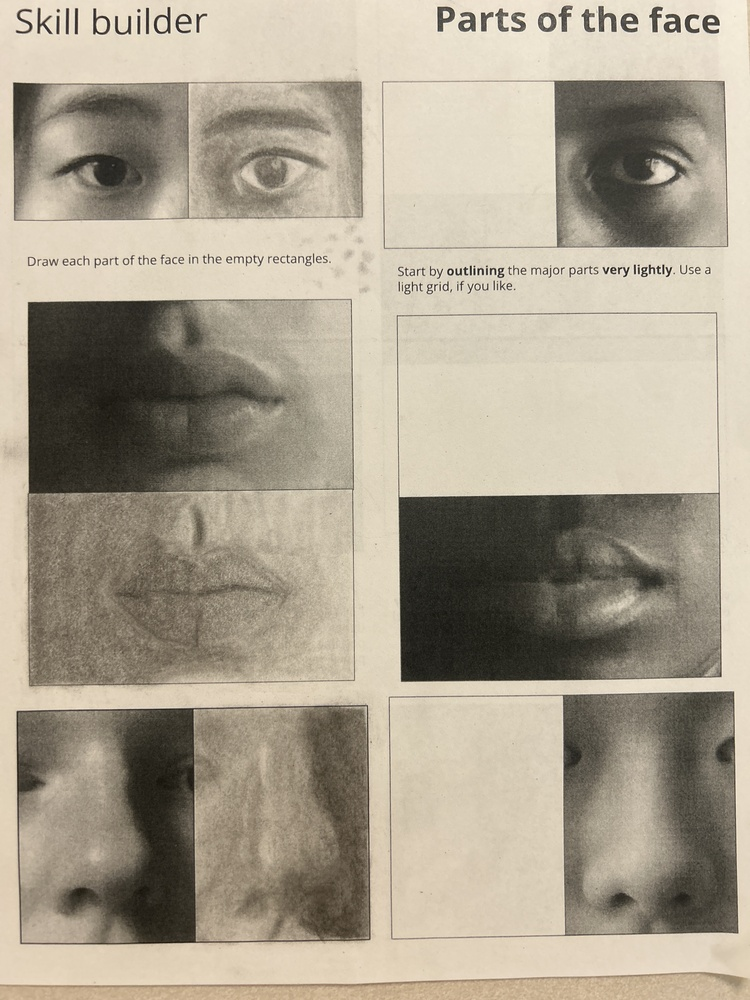 Skill builder
Parts of the face
Draw each part of the face in the empty rectangles.
Start by outlining the major parts very lightly. Use a
light grid, if you like.